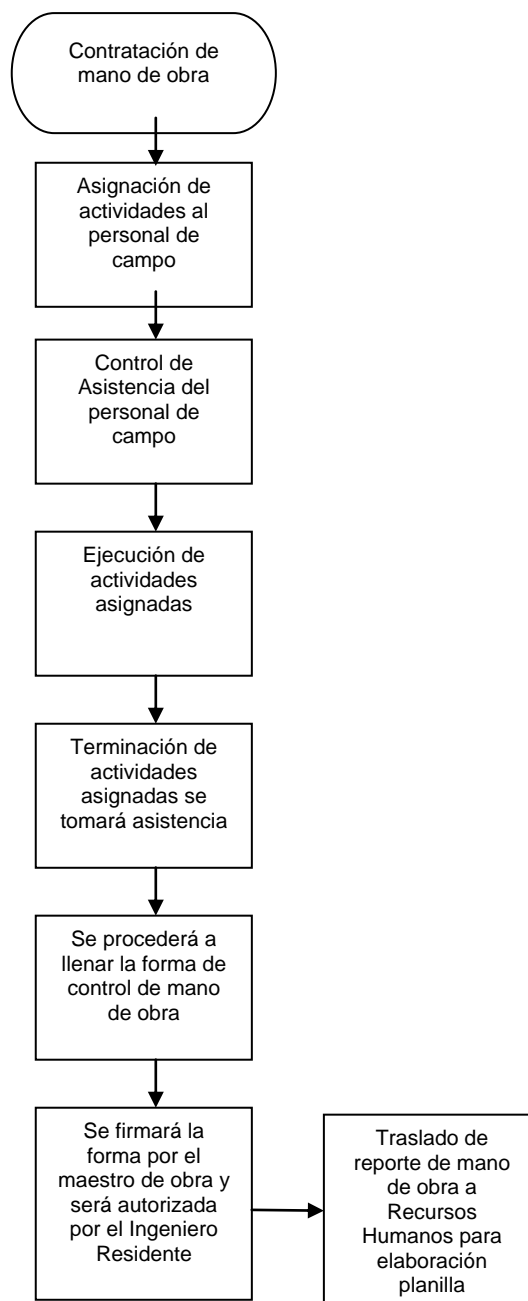 Contratación de
mano de obra
Asignación de
actividades al
personal de
campo
Control de
Asistencia del
personal de
campo
Ejecución de
actividades
asignadas
Terminación de
actividades
asignadas se
tomará asistencia
Se procederá a
llenar la forma de
control de mano
de obra
Se firmará la
forma por el
maestro de obra y
será autorizada
por el Ingeniero
Residente
Traslado de
reporte de mano
de obra a
Recursos
Humanos para
elaboración
planilla